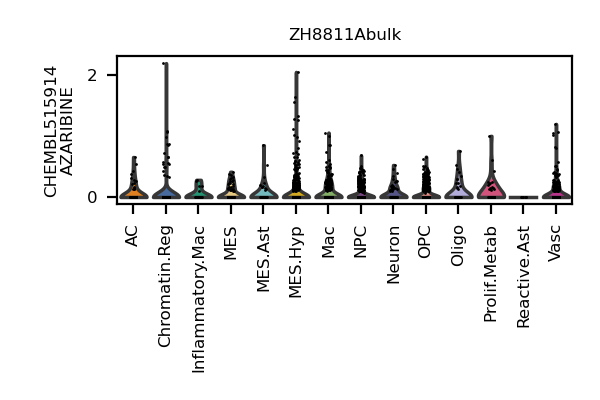 ZH8811Abulk
CHEMBL515914
AZARIBINE
2
0
AC
Chromatin.Reg
Inflammatory.Mac
MES
MES.Ast
MES.Hyp
Mac
NPC
Neuron
OPC
Oligo
Prolif.Metab
Reactive.Ast
Vasc